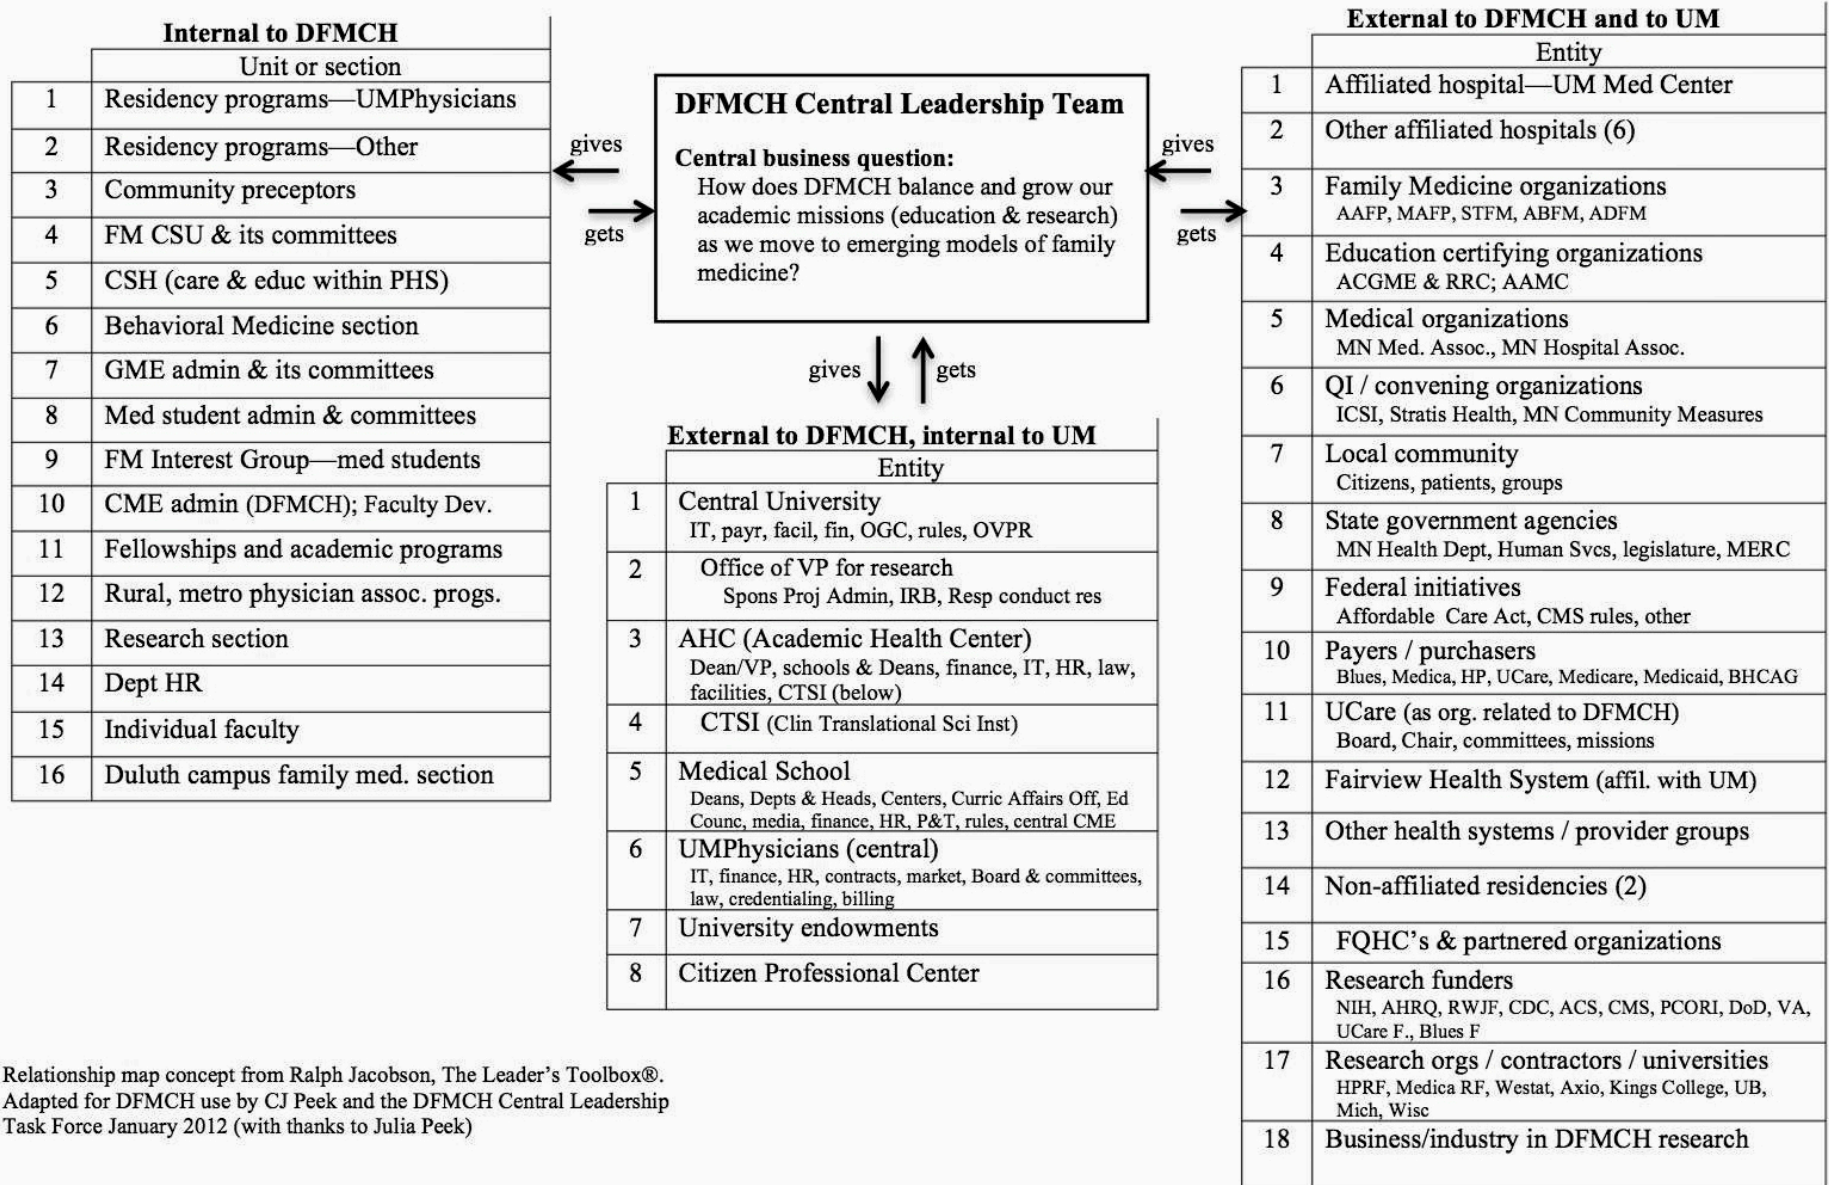 Internal to DFMCH
Unit or section
1 Residency programs—UMPhysicians
2 Residency programs—Other
3 Community preceptors
4 FM CSU & its committees
5 CSH (care & educ within PHS)
6 Behavioral Medicine section
7 GME admin & its committees
8 Med student admin & committees
9 FM Interest Group—med students
10 CME admin (DFMCH); Faculty Dev.
11 Fellowships and academic programs
12 Rural, metro physician assoc. progs.
13 Research section
14 Dept HR
15 Individual faculty
16 Duluth campus family med. section
gives
gets
DFMCH Central Leadership Team
Central business question:
How does DFMCH balance and grow our
academic missions (education & research)
as we move to emerging models of family
medicine?
gives
gets
gives
gets
External to DFMCH, internal to UM
Entity
1 Central University
IT, payr, facil, fin, OGC, rules, OVPR
2 Office of VP for research
Spons Proj Admin, IRB, Resp conduct res
3 AHC (Academic Health Center)
Dean/VP, schools & Deans, finance, IT, HR, law,
facilities, CTSI (below)
4 CTSI (Clin Translational Sci Inst)
5 Medical School
Deans, Depts & Heads, Centers, Curric Affairs Off, Ed
Counc, media, finance, HR, P&T, rules, central CME
6 UMPhysicians (central)
IT, finance, HR, contracts, market, Board & committees,
law, credentialing, billing
7 University endowments
8 Citizen Professional Center
External to DFMCH and to UM
Entity
1 Affiliated hospital—UM Med Center
2 Other affiliated hospitals (6)
3 Family Medicine organizations
AAFP, MAFP, STFM, ABFM, ADFM
4 Education certifying organizations
ACGME & RRC; AAMC
5 Medical organizations
MN Med. Assoc., MN Hospital Assoc.
6 QI / convening organizations
ICSI, Stratis Health, MN Community Measures
7 Local community
Citizens, patients, groups
8 State government agencies
MN Health Dept, Human Svcs, legislature, MERC
9 Federal initiatives
Affordable Care Act, CMS rules, other
10 Payers / purchasers
Blues, Medica, HP, UCare, Medicare, Medicaid, BHCAG
11 UCare (as org. related to DFMCH)
Board, Chair, committees, missions
12 Fairview Health System (affil. with UM)
13 Other health systems / provider groups
14 Non-affiliated residencies (2)
15 FQHC’s & partnered organizations
16 Research funders
NIH, AHRQ, RWJF, CDC, ACS, CMS, PCORI, DoD, VA,
UCare F., Blues F
17 Research orgs / contractors / universities
HPRF, Medica RF, Westat, Axio, Kings College, UB,
Mich, Wisc
18 Business/industry in DFMCH research
Relationship map concept from Ralph Jacobson, The Leader’s Toolbox®.
Adapted for DFMCH use by CJ Peek and the DFMCH Central Leadership
Task Force January 2012 (with thanks to Julia Peek)